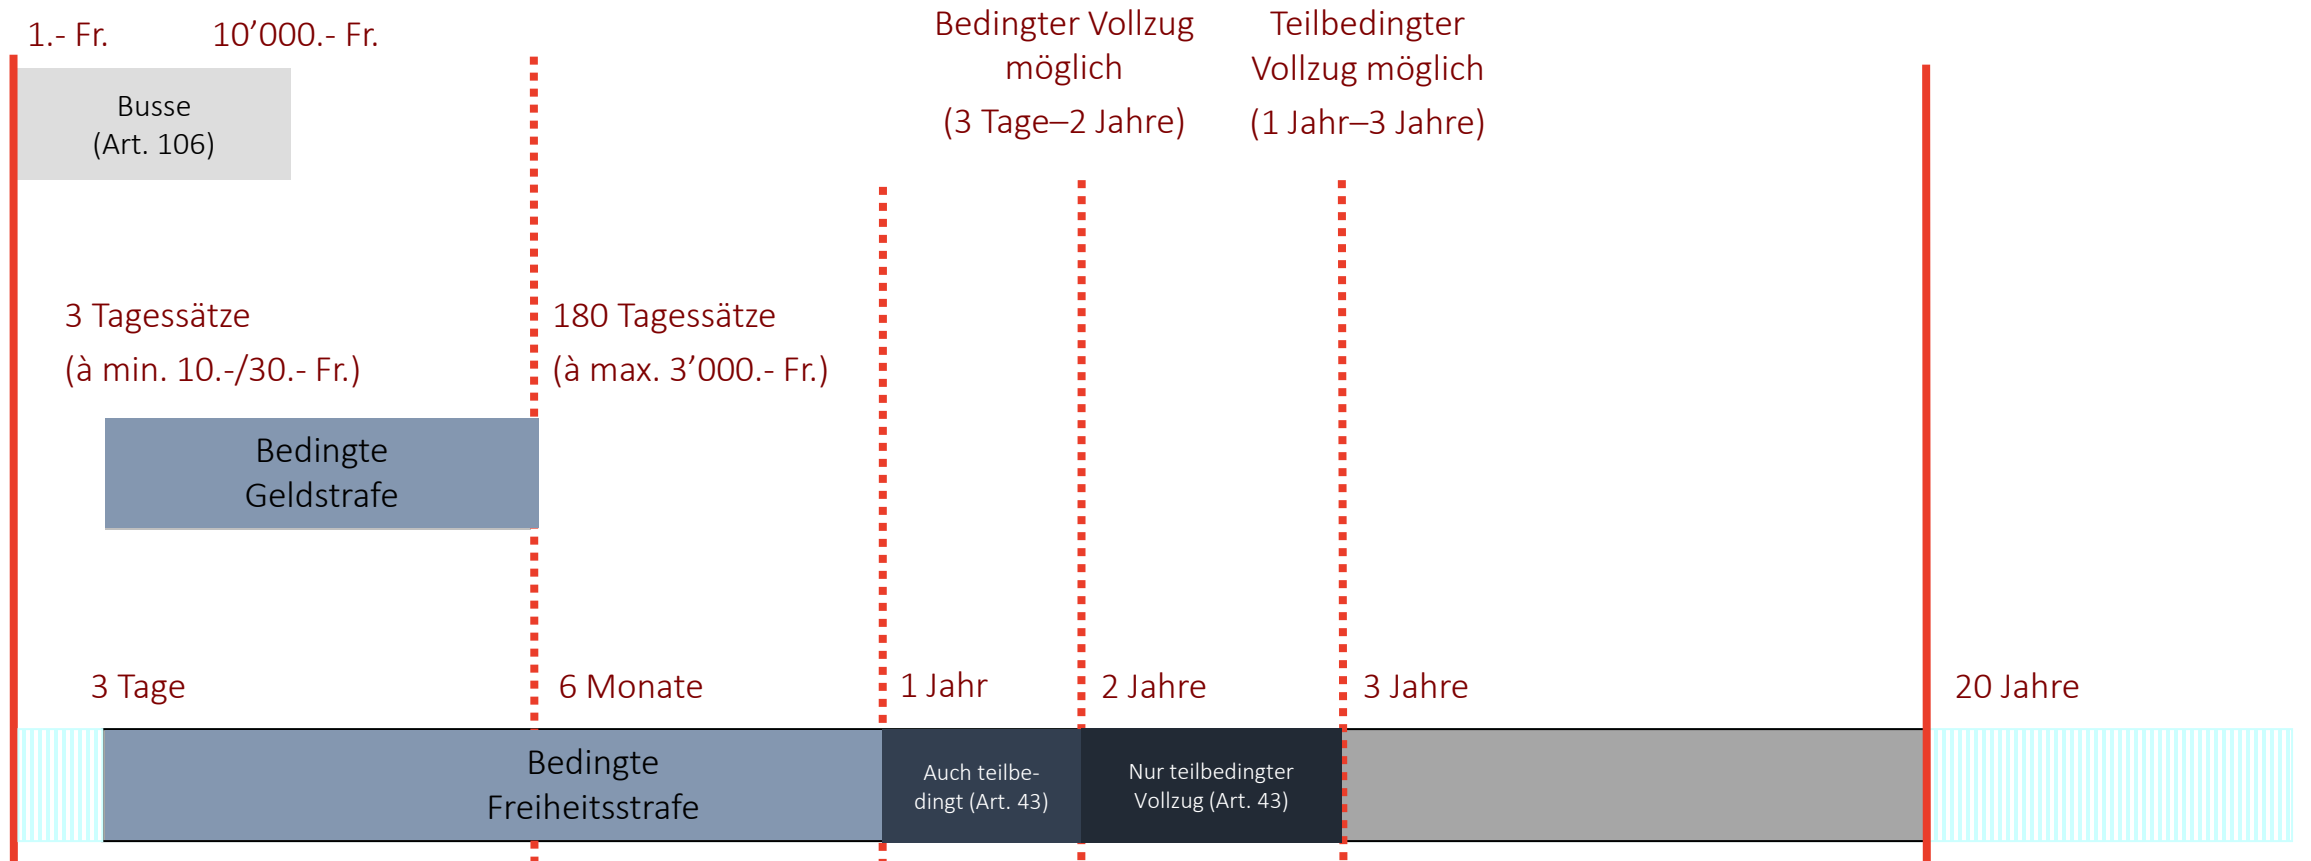 1.- Fr.
10’000.- Fr.
Bedingter Vollzug
möglich
(3 Tage–2 Jahre)
Teilbedingter
Vollzug möglich
(1 Jahr–3 Jahre)
Busse
(Art. 106)
3 Tagessätze
(à min. 10.-/30.- Fr.)
180 Tagessätze
(à max. 3’000.- Fr.)
Bedingte
Geldstrafe
3 Tage
6 Monate
1 Jahr
2 Jahre
3 Jahre
20 Jahre
Bedingte
Freiheitsstrafe
Auch teilbe-
dingt (Art. 43)
Nur teilbedingter
Vollzug (Art. 43)